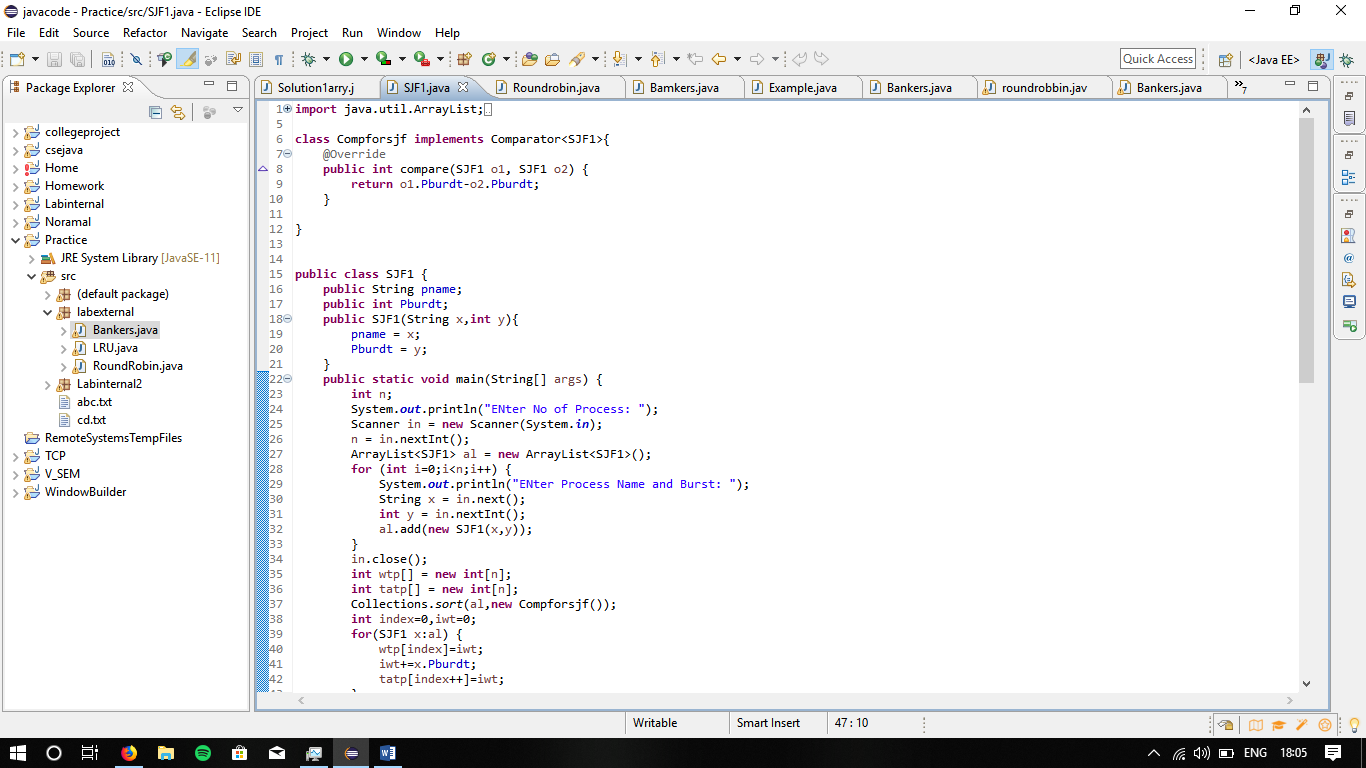 javacode - Practice/src/SJF1.java - Eclipse IDE
File Edit Source Refactor Navigate Search Project Run Window Help
Quick Access
<Java EE>
Package Explorer
Solution1arry.j
SJF1.java
Roundrobin.java
Bamkers.java
Example.java
Bankers.java
roundrobbin.jav
Bankers.java
»7
collegeproject
csejava
Home
Homework
Labinternal
Noramal
Practice
JRE System Library [JavaSE-11]
src
(default package)
labexternal
Bankers.java
LRU.java
RoundRobin.java
Labinternal2
abc.txt
cd.txt
RemoteSystemsTempFiles
TCP
V_SEM
WindowBuilder
1 import java.util.ArrayList;
5
6 class Compforsjf implements Comparator<SJF1>{
7 @Override
8 public int compare(SJF1 o1, SJF1 o2) {
9 return o1.Pburdt-o2.Pburdt;
10 }
11
12 }
13
14
15 public class SJF1 {
16 public String pname;
17 public int Pburdt;
18 public SJF1(String x,int y){
19 pname = x;
20 Pburdt = y;
21 }
22 public static void main(String[] args) {
23 int n;
24 System.out.println("ENter No of Process: ");
25 Scanner in = new Scanner(System.in);
26 n = in.nextInt();
27 ArrayList<SJF1> al = new ArrayList<SJF1>();
28 for (int i=0;i<n;i++) {
29 System.out.println("ENter Process Name and Burst: ");
30 String x = in.next();
31 int y = in.nextInt();
32 al.add(new SJF1(x,y));
33 }
34 in.close();
35 int wtp[] = new int[n];
36 int tatp[] = new int[n];
37 Collections.sort(al,new Compforsjf());
38 int index=0,iwt=0;
39 for(SJF1 x:al) {
40 wtp[index]=iwt;
41 iwt+=x.Pburdt;
42 tatp[index++]=iwt;
Writable
Smart Insert
47 : 10
ENG
18:05